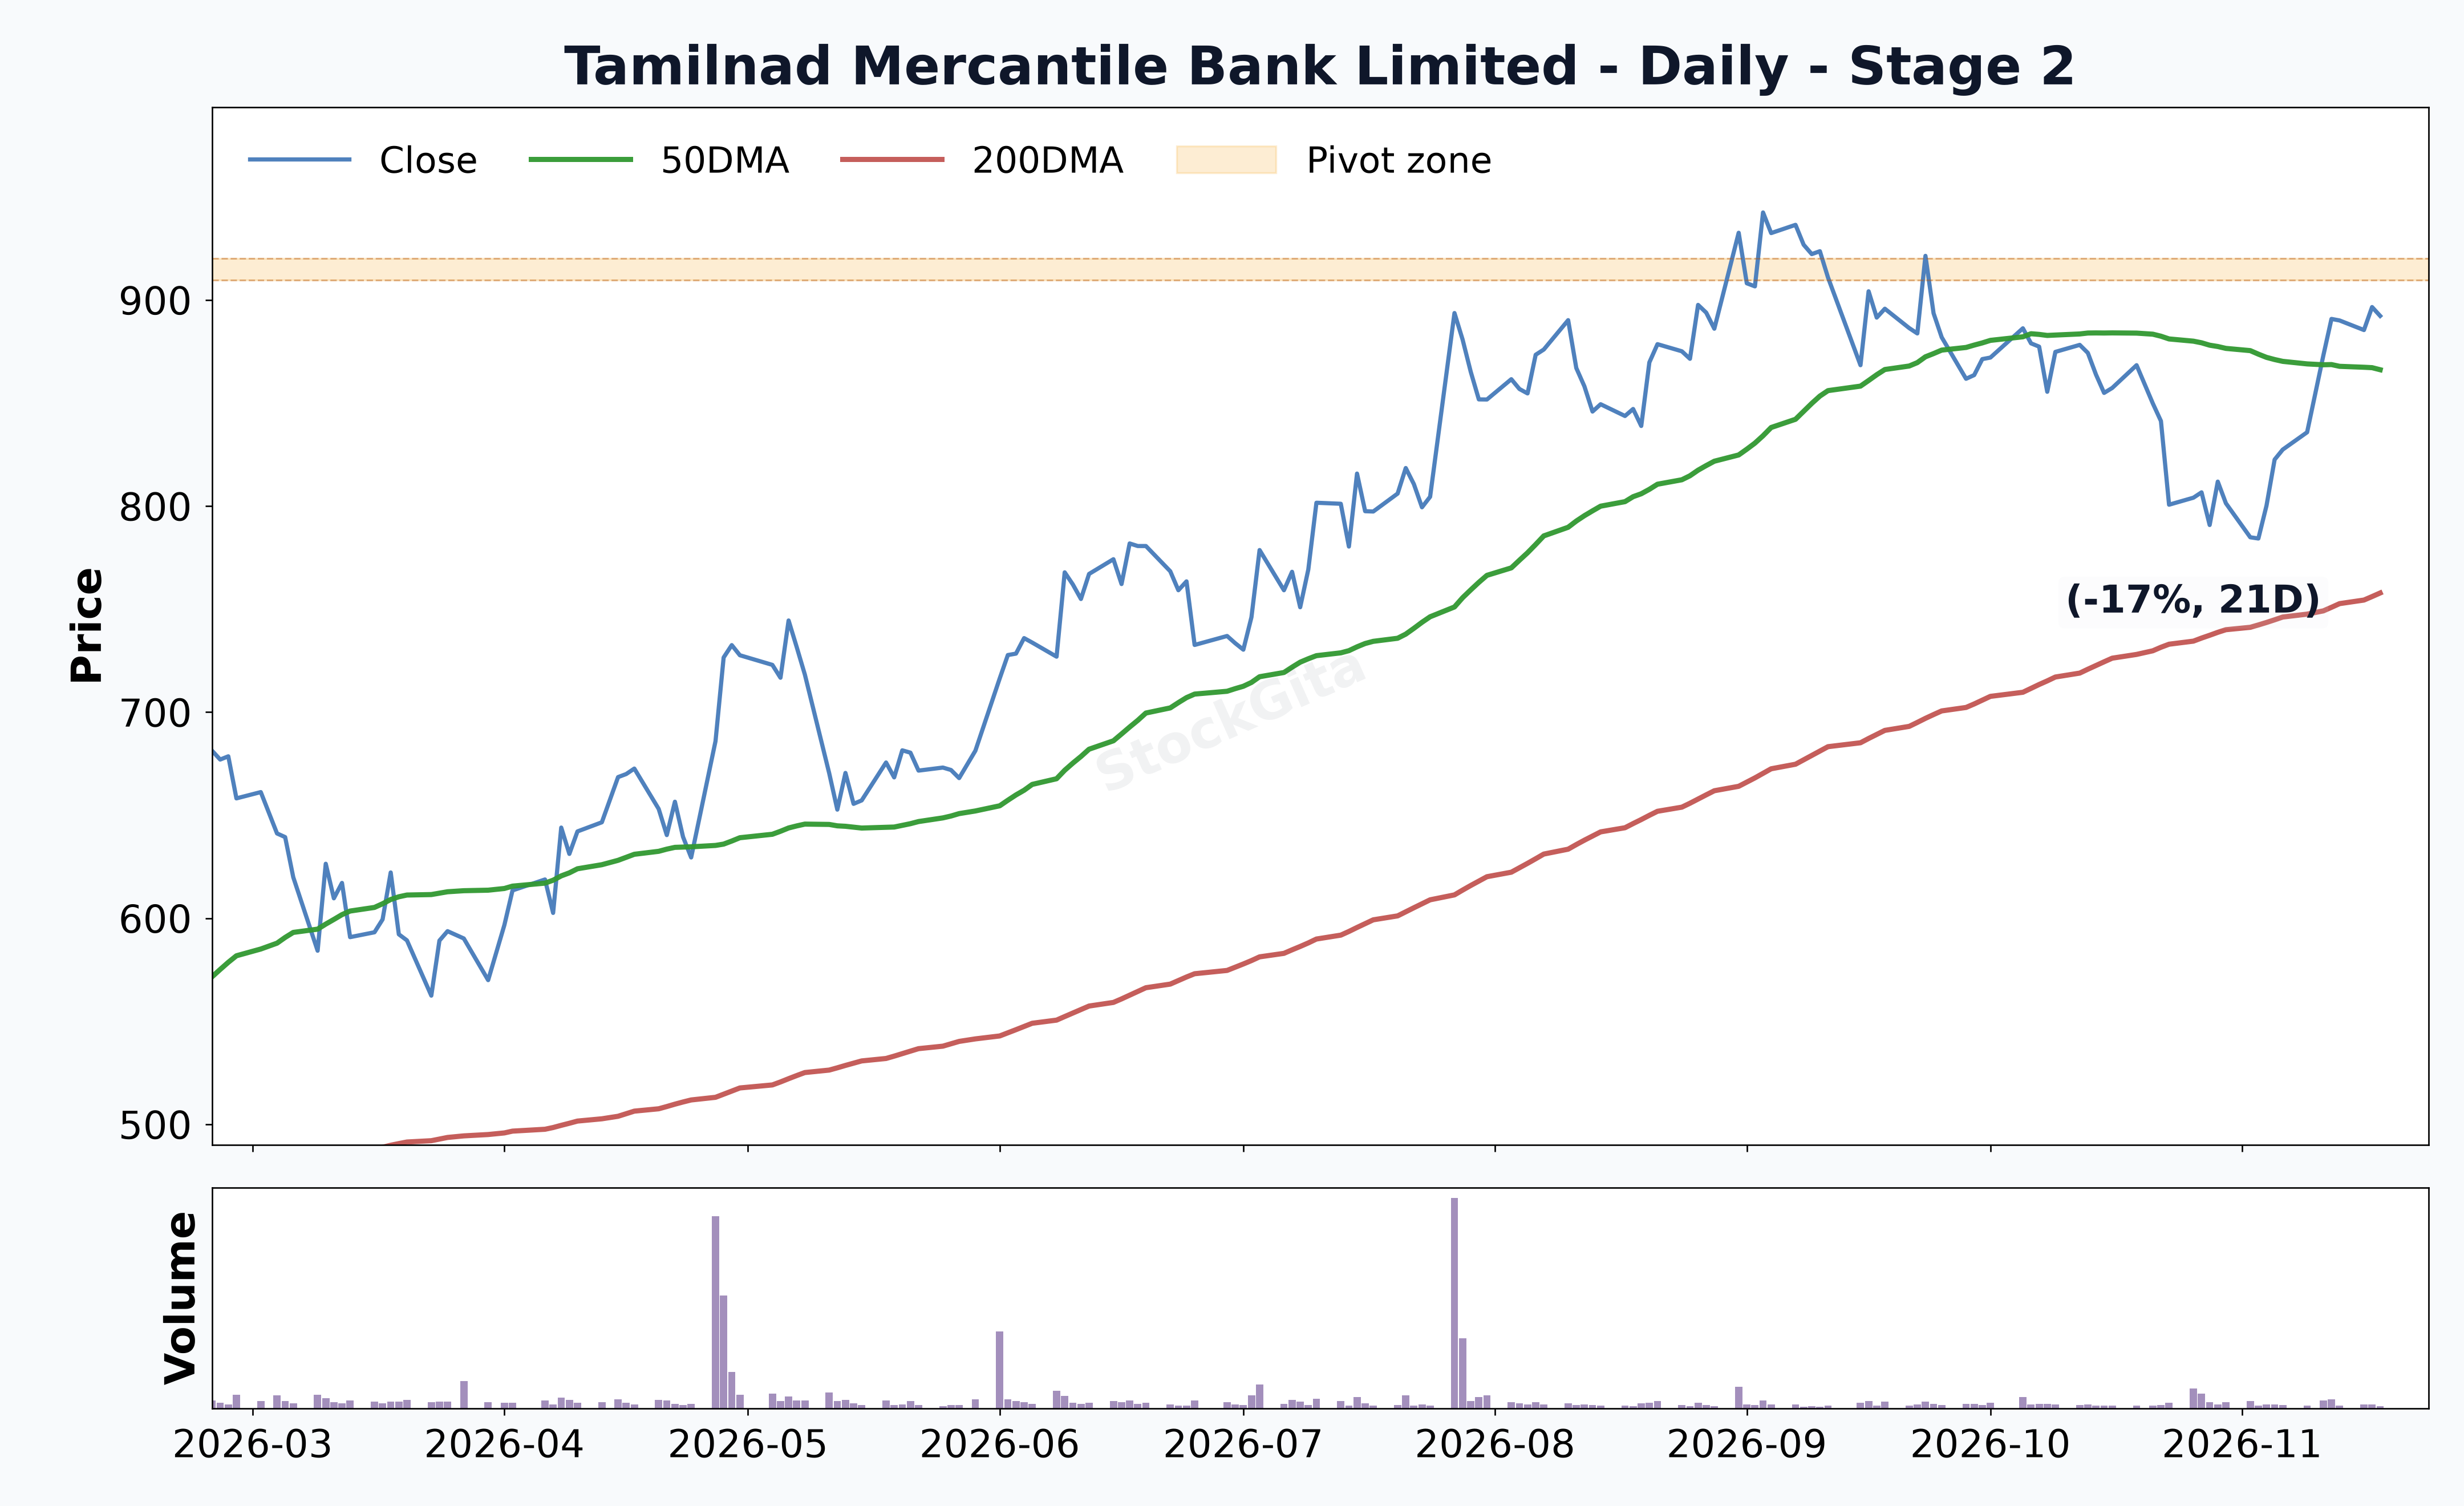 Tamilnad Mercantile Bank Limited - Daily - Stage 2
Close 50DMA 200DMA Pivot zone
Price
900
800
700
600
500
(-17%, 21D)
StockGita
Volume
2026-03 2026-04 2026-05 2026-06 2026-07 2026-08 2026-09 2026-10 2026-11